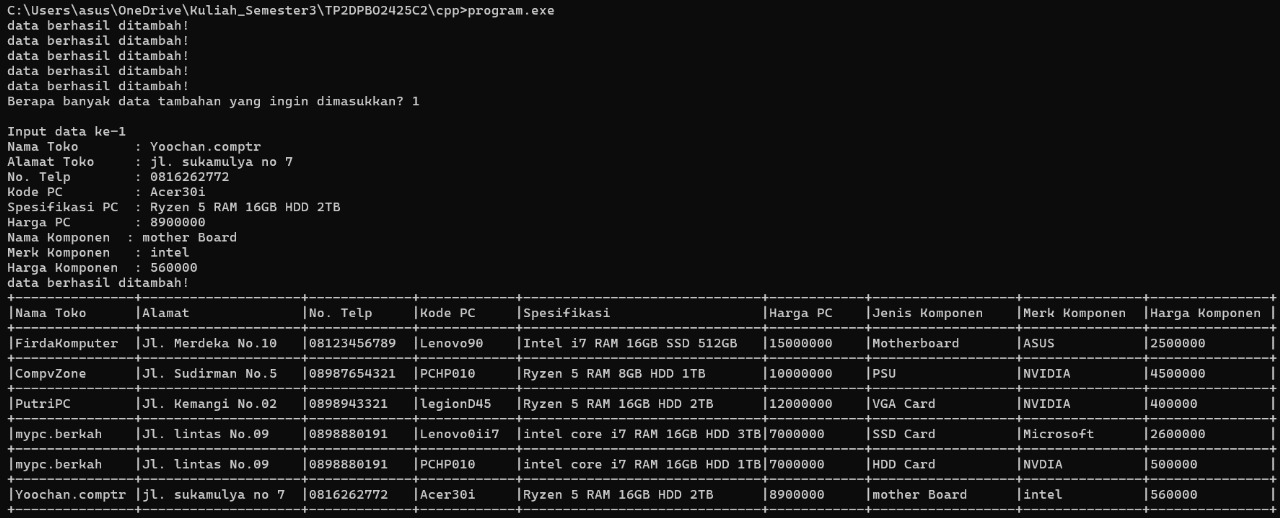 C:\Users\asus\OneDrive\Kuliah_Semester3\TP2DPBO2425C2\cpp>program.exe
data berhasil ditambah!
data berhasil ditambah!
data berhasil ditambah!
data berhasil ditambah!
data berhasil ditambah!
Berapa banyak data tambahan yang ingin dimasukkan? 1

Input data ke-1
Nama Toko       : Yoochan.comptr
Alamat Toko     : jl. sukamulya no 7
No. Telp        : 0816262772
Kode PC         : Acer30i
Spesifikasi PC  : Ryzen 5 RAM 16GB HDD 2TB
Harga PC        : 8900000
Nama Komponen  : mother Board
Merk Komponen   : intel
Harga Komponen  : 560000
data berhasil ditambah!
+---------------+--------------------+-------------+------------+------------------------------+------------+------------------+---------------+---------------+
|Nama Toko      |Alamat              |No. Telp     |Kode PC     |Spesifikasi                   |Harga PC    |Jenis Komponen    |Merk Komponen  |Harga Komponen |
+---------------+--------------------+-------------+------------+------------------------------+------------+------------------+---------------+---------------+
|FirdaKomputer  |Jl. Merdeka No.10   |08123456789  |Lenovo90    |Intel i7 RAM 16GB SSD 512GB   |15000000    |Motherboard       |ASUS           |2500000        |
+---------------+--------------------+-------------+------------+------------------------------+------------+------------------+---------------+---------------+
|CompvZone      |Jl. Sudirman No.5   |08987654321  |PCHP010     |Ryzen 5 RAM 8GB HDD 1TB       |10000000    |PSU               |NVIDIA         |4500000        |
+---------------+--------------------+-------------+------------+------------------------------+------------+------------------+---------------+---------------+
|PutriPC        |Jl. Kemangi No.02   |0898943321   |legionD45   |Ryzen 5 RAM 16GB HDD 2TB      |12000000    |VGA Card          |NVIDIA         |400000         |
+---------------+--------------------+-------------+------------+------------------------------+------------+------------------+---------------+---------------+
|mypc.berkah    |Jl. lintas No.09    |0898880191   |Lenovo0ii7  |intel core i7 RAM 16GB HDD 3TB|7000000     |SSD Card          |Microsoft      |2600000        |
+---------------+--------------------+-------------+------------+------------------------------+------------+------------------+---------------+---------------+
|mypc.berkah    |Jl. lintas No.09    |0898880191   |PCHP010     |intel core i7 RAM 16GB HDD 1TB|7000000     |HDD Card          |NVDIA          |500000         |
+---------------+--------------------+-------------+------------+------------------------------+------------+------------------+---------------+---------------+
|Yoochan.comptr |jl. sukamulya no 7  |0816262772   |Acer30i     |Ryzen 5 RAM 16GB HDD 2TB      |8900000     |mother Board      |intel          |560000         |
+---------------+--------------------+-------------+------------+------------------------------+------------+------------------+---------------+---------------+